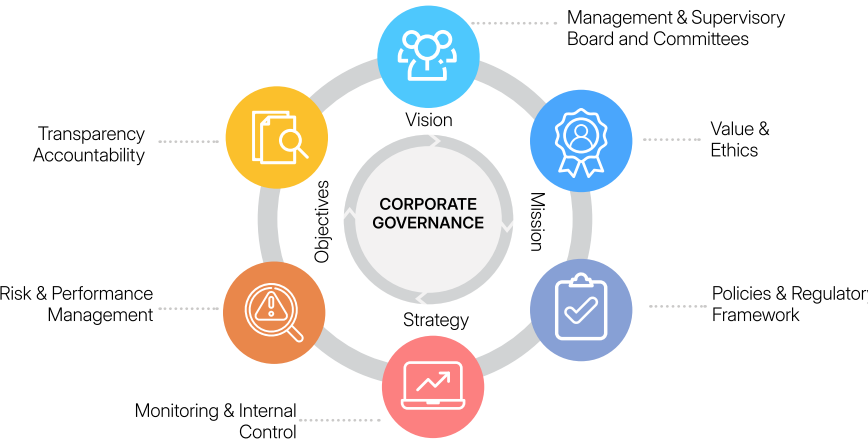 Management & Supervisory
Board and Committees
Vision
Transparency
Accountability
Value &
Ethics
CORPORATE
GOVERNANCE
Objectives
Mission
Risk & Performance
Management
Policies & Regulatory
Framework
Strategy
Monitoring & Internal
Control